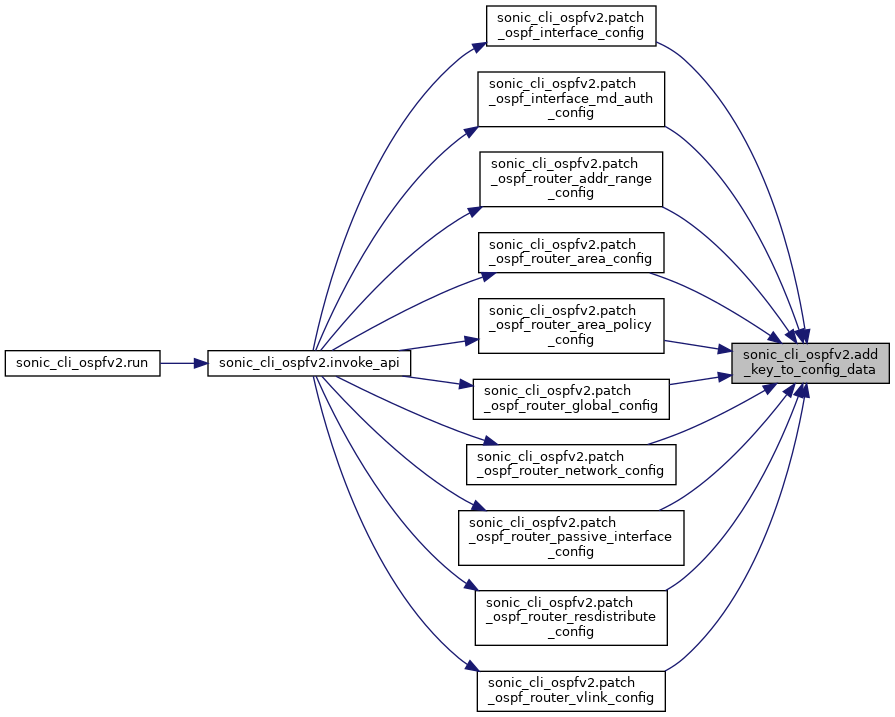 sonic_cli_ospfv2.patch
_ospf_interface_config
sonic_cli_ospfv2.patch
_ospf_interface_md_auth
_config
sonic_cli_ospfv2.patch
_ospf_router_addr_range
_config
sonic_cli_ospfv2.patch
_ospf_router_area_config
sonic_cli_ospfv2.patch
_ospf_router_area_policy
_config
sonic_cli_ospfv2.run
sonic_cli_ospfv2.invoke_api
sonic_cli_ospfv2.add
_key_to_config_data
sonic_cli_ospfv2.patch
_ospf_router_global_config
sonic_cli_ospfv2.patch
_ospf_router_network_config
sonic_cli_ospfv2.patch
_ospf_router_passive_interface
_config
sonic_cli_ospfv2.patch
_ospf_router_resdistribute
_config
sonic_cli_ospfv2.patch
_ospf_router_vlink_config